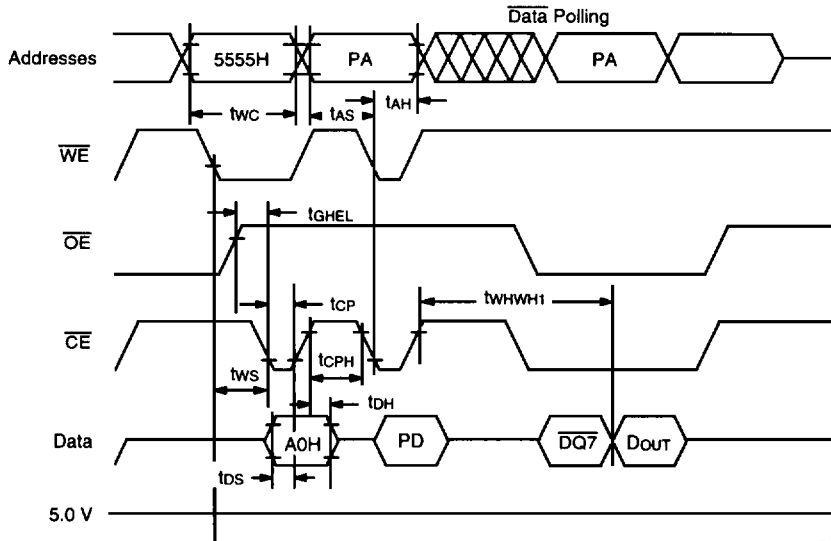 Data Polling
Addresses 5555H PA PA
tWC tAS tAH
WE
tGHEL
OE
tCP tWHWH1
CE
tWS tCPH
tDH
Data A0H PD DQ7 DOUT
tDS
5.0 V